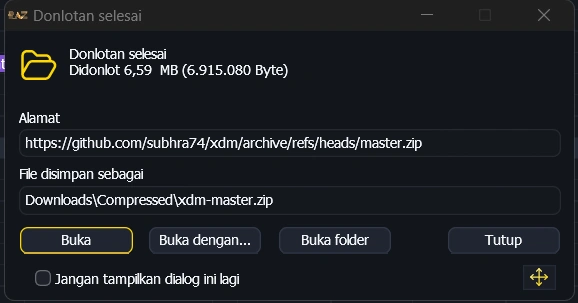 Donlotan selesai
Donlotan selesai
Didonlot 6,59 MB (6.915.080 Byte)
Alamat
https://github.com/subhra74/xdm/archive/refs/heads/master.zip
File disimpan sebagai
Downloads\Compressed\xdm-master.zip
Buka
Buka dengan...
Buka folder
Tutup
Jangan tampilkan dialog ini lagi